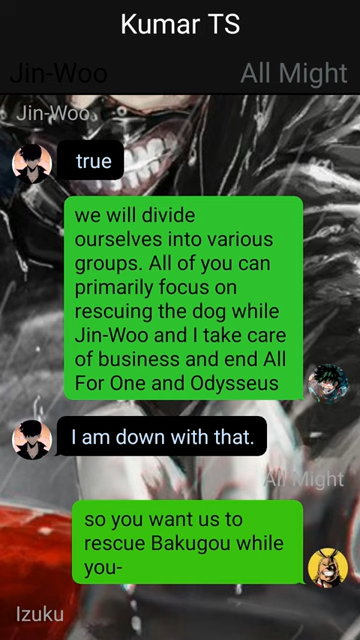 Kumar TS
Jin-Woo
All Might
Jin-Woo
true
we will divide
ourselves into various
groups. All of you can
primarily focus on
rescuing the dog while
Jin-Woo and I take care
of business and end All
For One and Odysseus
I am down with that.
All Might
so you want us to
rescue Bakugou while
you-
Izuku